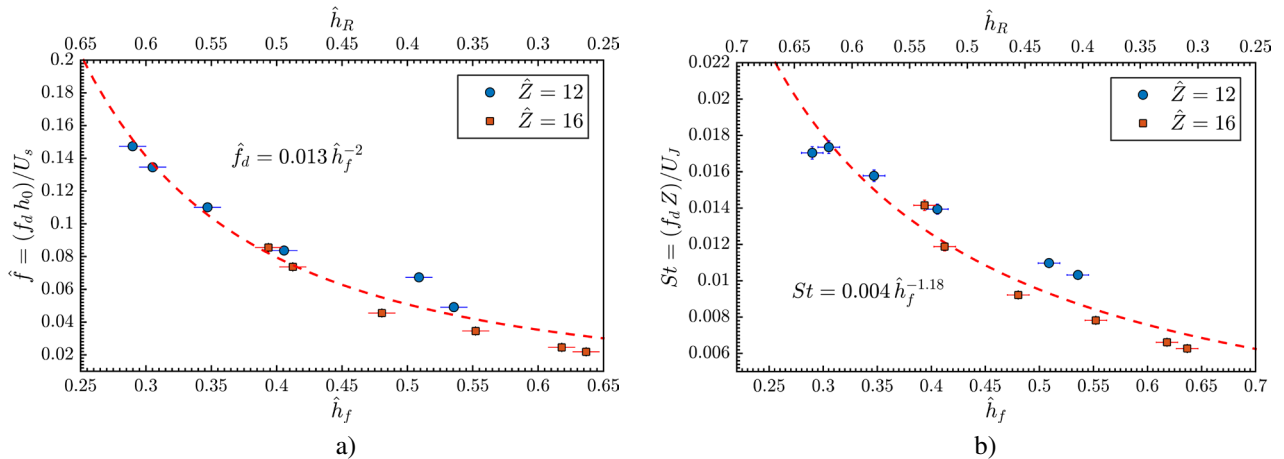 ĥ_R
0.65 0.6 0.55 0.5 0.45 0.4 0.35 0.3 0.25
0.2
0.18
0.16
0.14
0.12
0.1
0.08
0.06
0.04
0.02
f̂ = (f_d h_0)/U_s
Ẑ = 12
Ẑ = 16
f̂_d = 0.013 ĥ_f^{-2}
0.25 0.3 0.35 0.4 0.45 0.5 0.55 0.6 0.65
ĥ_f
a)
ĥ_R
0.7 0.65 0.6 0.55 0.5 0.45 0.4 0.35 0.3 0.25
0.022
0.02
0.018
0.016
0.014
0.012
0.01
0.008
0.006
St = (f_d Z)/U_J
Ẑ = 12
Ẑ = 16
St = 0.004 ĥ_f^{-1.18}
0.25 0.3 0.35 0.4 0.45 0.5 0.55 0.6 0.65 0.7
ĥ_f
b)